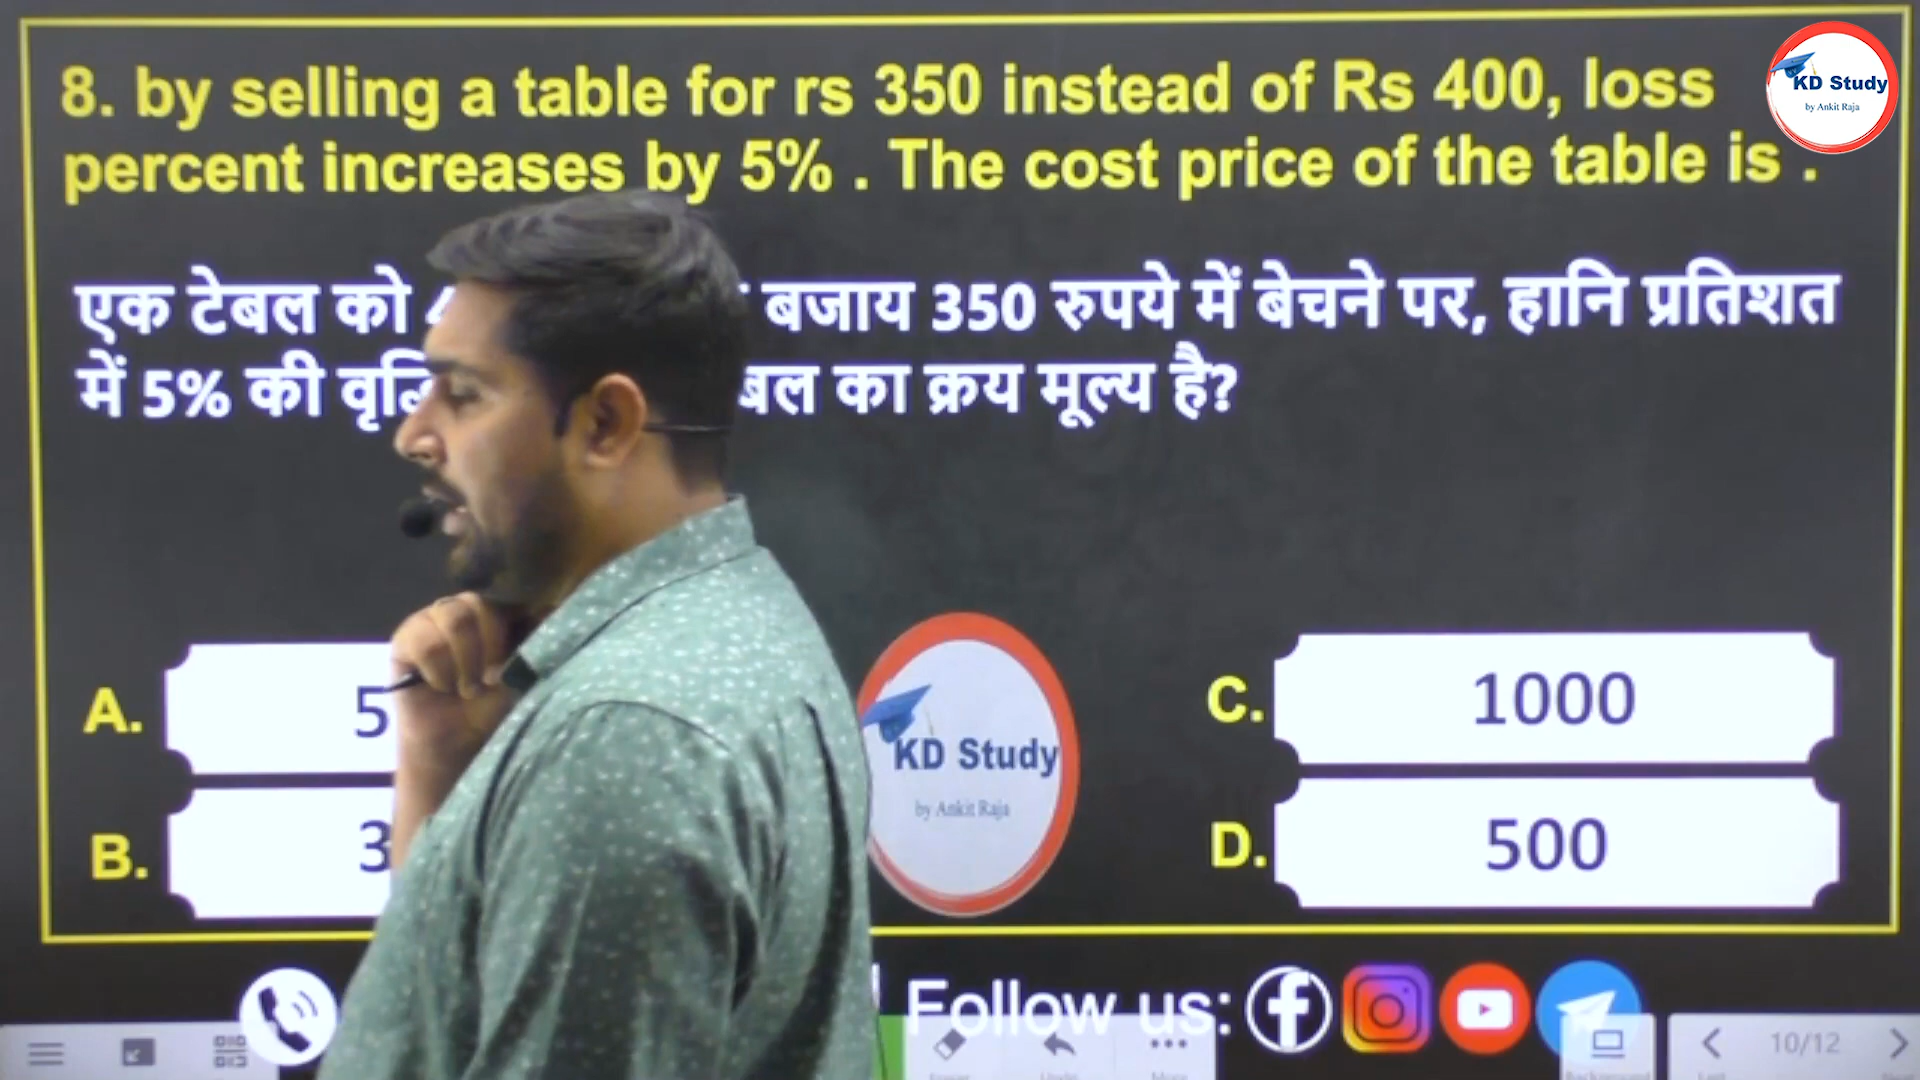 8. by selling a table for rs 350 instead of Rs 400, loss
percent increases by 5% . The cost price of the table is .
KD Study
by Ankit Raja
एक टेबल को बजाय 350 रुपये में बेचने पर, हानि प्रतिशत
में 5% की का क्रय मूल्य है?
A.
B.
KD Study
by Ankit Raja
C. 1000
D. 500
Follow us:
10/12